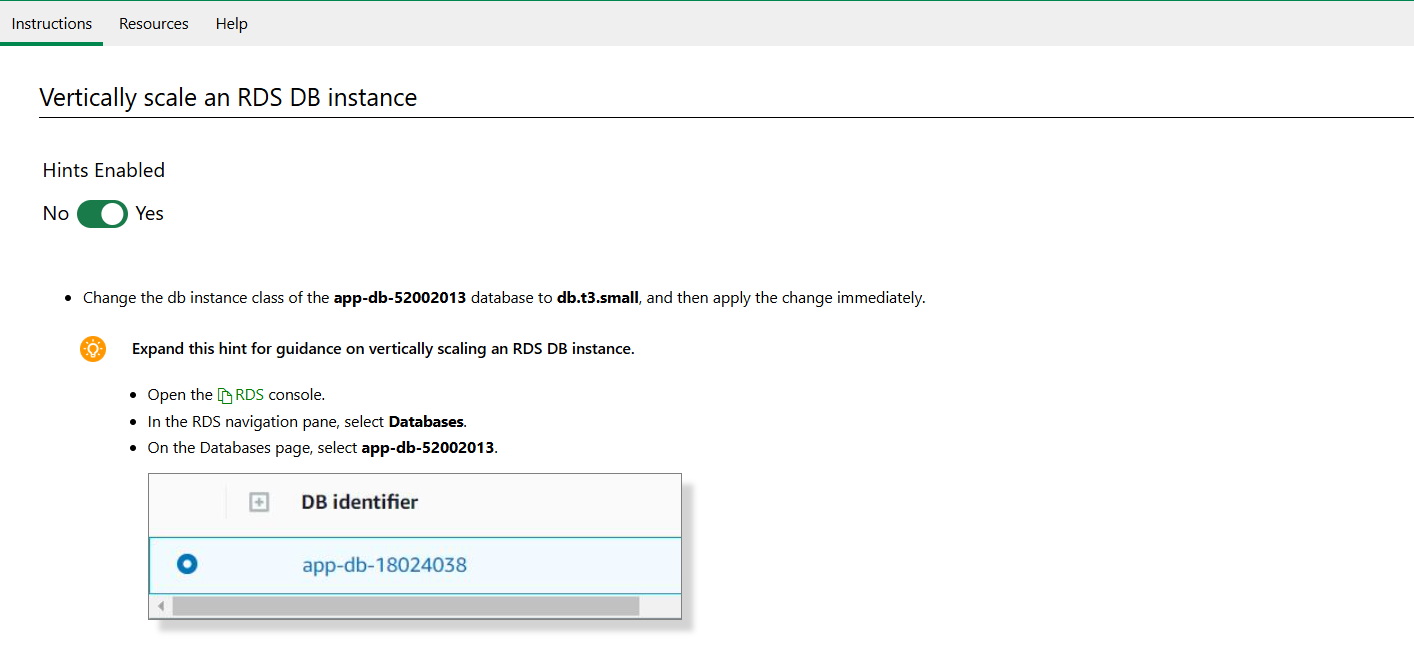 Instructions Resources Help
Vertically scale an RDS DB instance
Hints Enabled
No Yes
Change the db instance class of the app-db-52002013 database to db.t3.small, and then apply the change immediately.
Expand this hint for guidance on vertically scaling an RDS DB instance.
Open the RDS console.
In the RDS navigation pane, select Databases.
On the Databases page, select app-db-52002013.
DB identifier
app-db-18024038